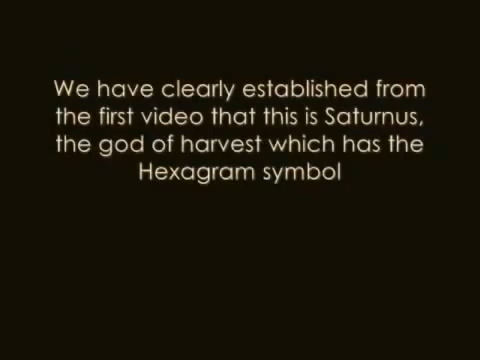 We have clearly established from
the first video that this is Saturnus,
the god of harvest which has the
Hexagram symbol